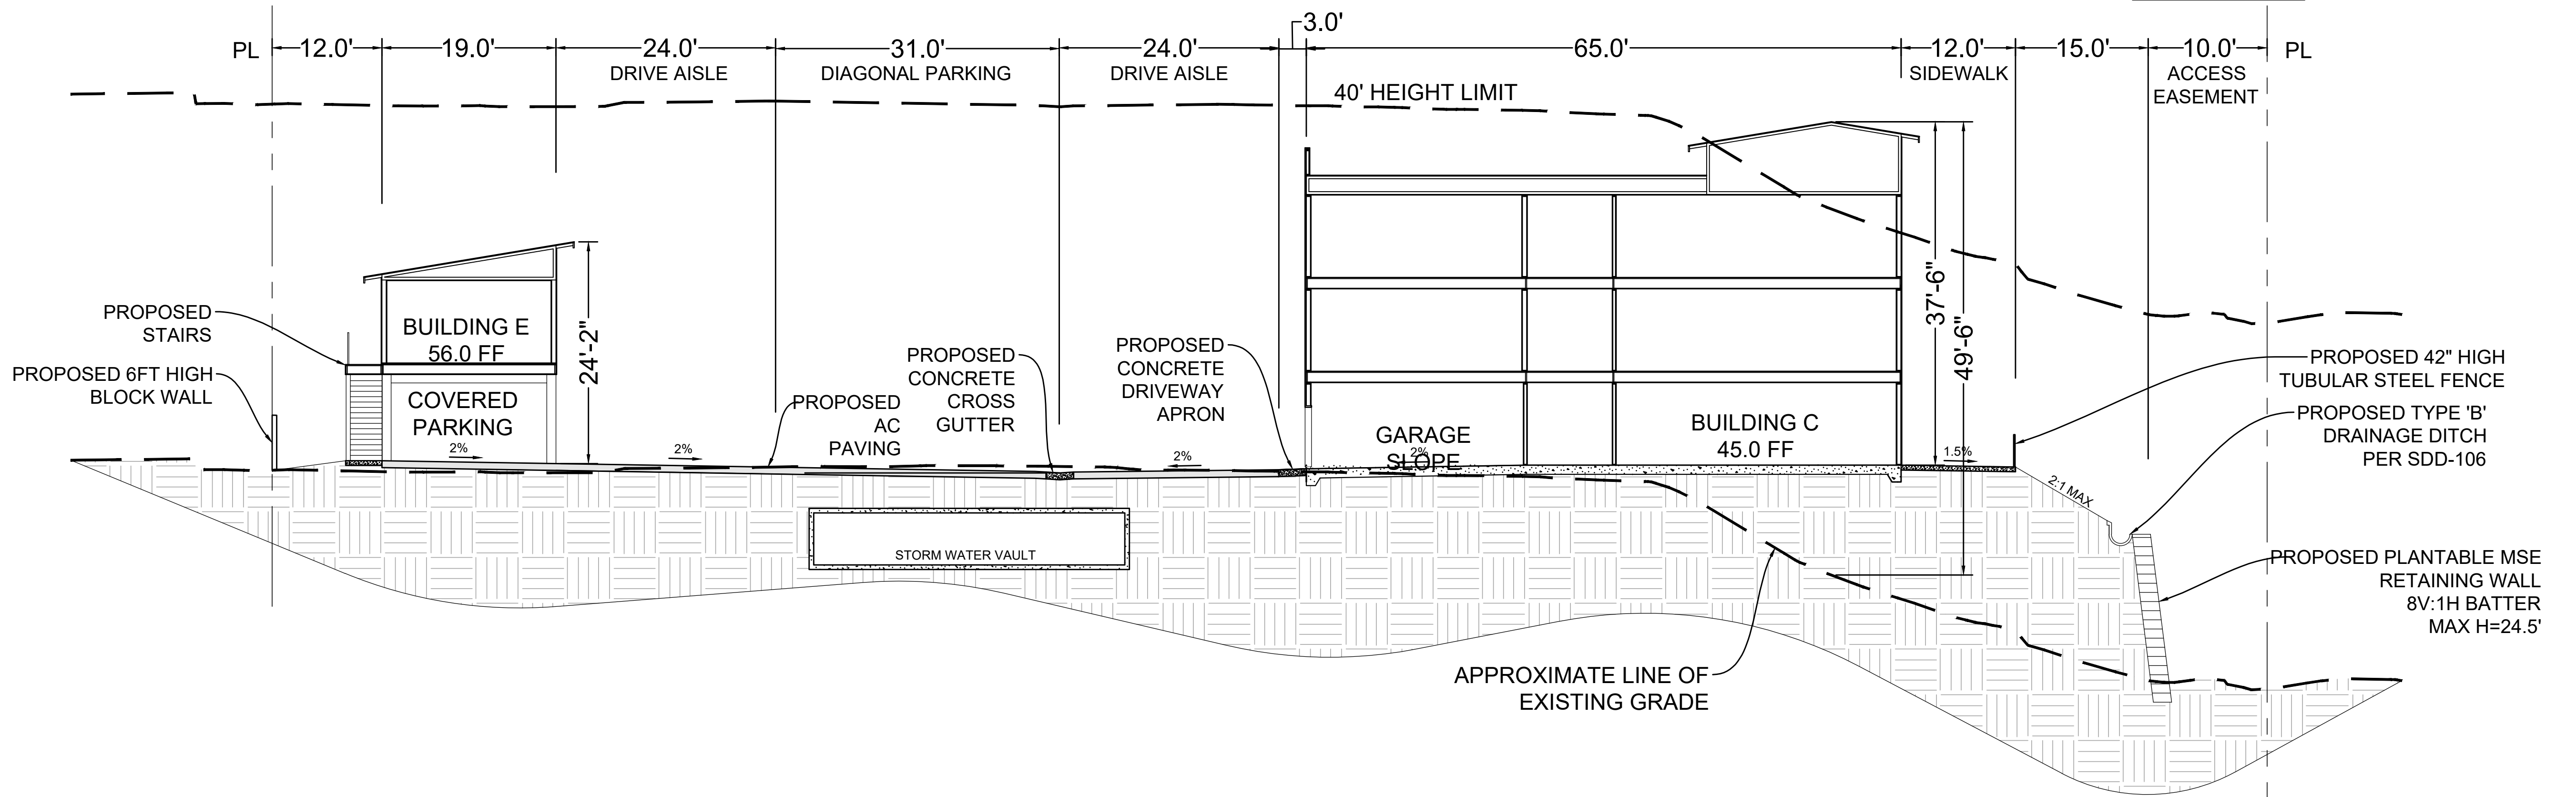 3.0'
PL
12.0'
19.0'
24.0'
31.0'
24.0'
65.0'
12.0'
15.0'
10.0'
PL
DRIVE AISLE
DIAGONAL PARKING
DRIVE AISLE
SIDEWALK
ACCESS
EASEMENT
40' HEIGHT LIMIT
PROPOSED
STAIRS
PROPOSED 6FT HIGH
BLOCK WALL
BUILDING E
56.0 FF
COVERED
PARKING
2%
24'-2"
2%
PROPOSED
AC
PAVING
PROPOSED
CONCRETE
CROSS
GUTTER
PROPOSED
CONCRETE
DRIVEWAY
APRON
2%
GARAGE
SLOPE
2%
BUILDING C
45.0 FF
37'-6"
49'-6"
1.5%
PROPOSED 42" HIGH
TUBULAR STEEL FENCE
PROPOSED TYPE 'B'
DRAINAGE DITCH
PER SDD-106
2:1 MAX
STORM WATER VAULT
PROPOSED PLANTABLE MSE
RETAINING WALL
8V:1H BATTER
MAX H=24.5'
APPROXIMATE LINE OF
EXISTING GRADE